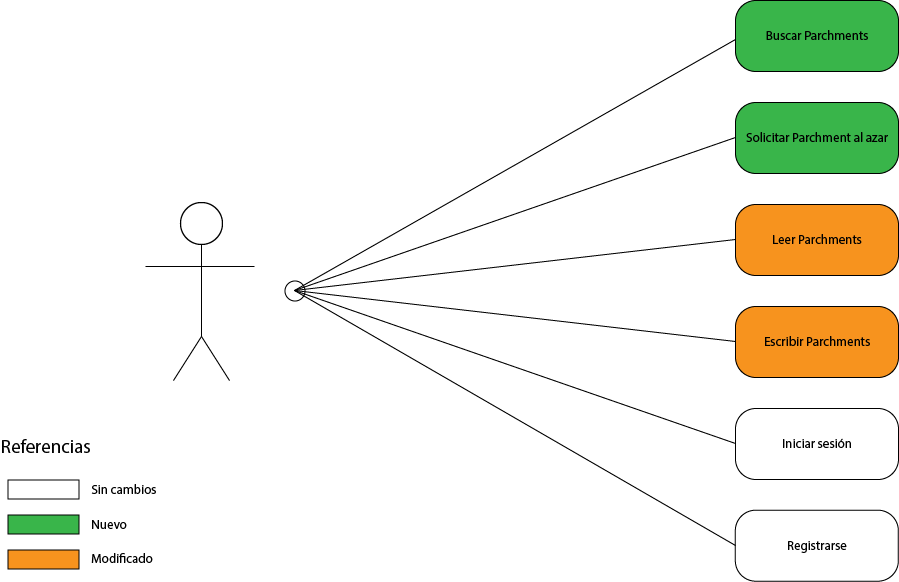 Buscar Parchments
Solicitar Parchment al azar
Leer Parchments
Escribir Parchments
Iniciar sesión
Registrarse
Referencias
Sin cambios
Nuevo
Modificado